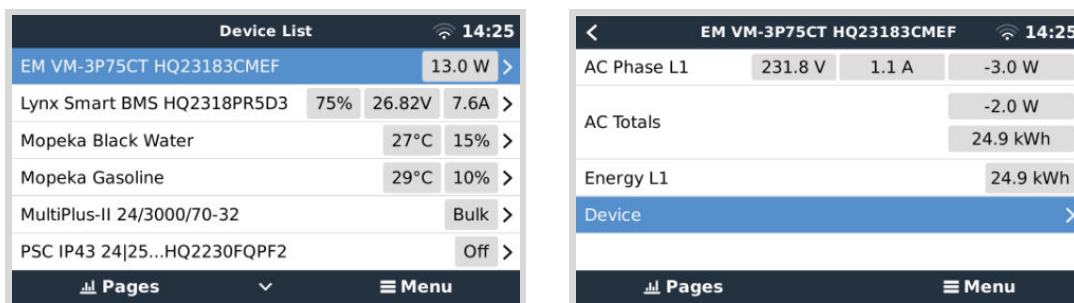 Device List 14:25
EM VM-3P75CT HQ23183CMEF 13.0 W
Lynx Smart BMS HQ2318PR5D3 75% 26.82V 7.6A
Mopeka Black Water 27°C 15%
Mopeka Gasoline 29°C 10%
MultiPlus-II 24/3000/70-32 Bulk
PSC IP43 24|25...HQ2230FQPF2 Off
Pages Menu
EM VM-3P75CT HQ23183CMEF 14:25
AC Phase L1 231.8 V 1.1 A -3.0 W
AC Totals -2.0 W
24.9 kWh
Energy L1 24.9 kWh
Device
Pages Menu